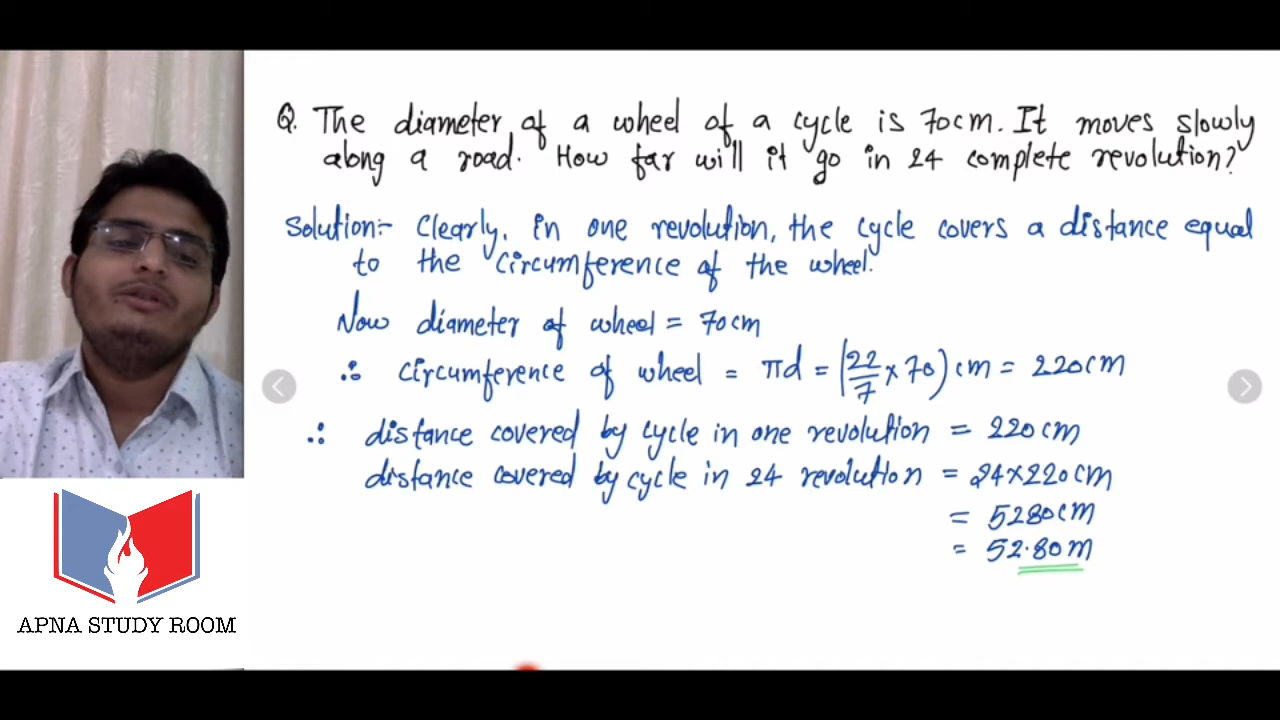 Q. The diameter of a wheel of a cycle is 70cm. It moves slowly
along a road. How far will it go in 24 complete revolution?
Solution:- Clearly, in one revolution, the cycle covers a distance equal
to the circumference of the wheel.
Now diameter of wheel = 70cm
∴ circumference of wheel = πd = (22/7 × 70) cm = 220cm
∴ distance covered by cycle in one revolution = 220cm
distance covered by cycle in 24 revolution = 24×220cm
= 5280cm
= 52.80m
APNA STUDY ROOM